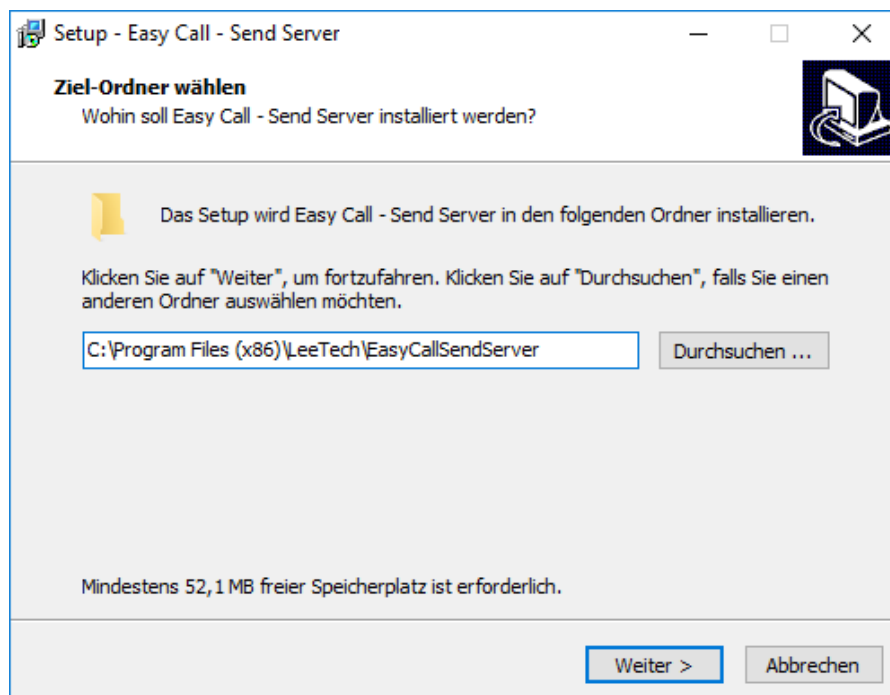 Setup - Easy Call - Send Server
Ziel-Ordner wählen
Wohin soll Easy Call - Send Server installiert werden?
Das Setup wird Easy Call - Send Server in den folgenden Ordner installieren.
Klicken Sie auf "Weiter", um fortzufahren. Klicken Sie auf "Durchsuchen", falls Sie einen
anderen Ordner auswählen möchten.
C:\Program Files (x86)\LeeTech\EasyCallSendServer
Durchsuchen ...
Mindestens 52,1 MB freier Speicherplatz ist erforderlich.
Weiter >
Abbrechen